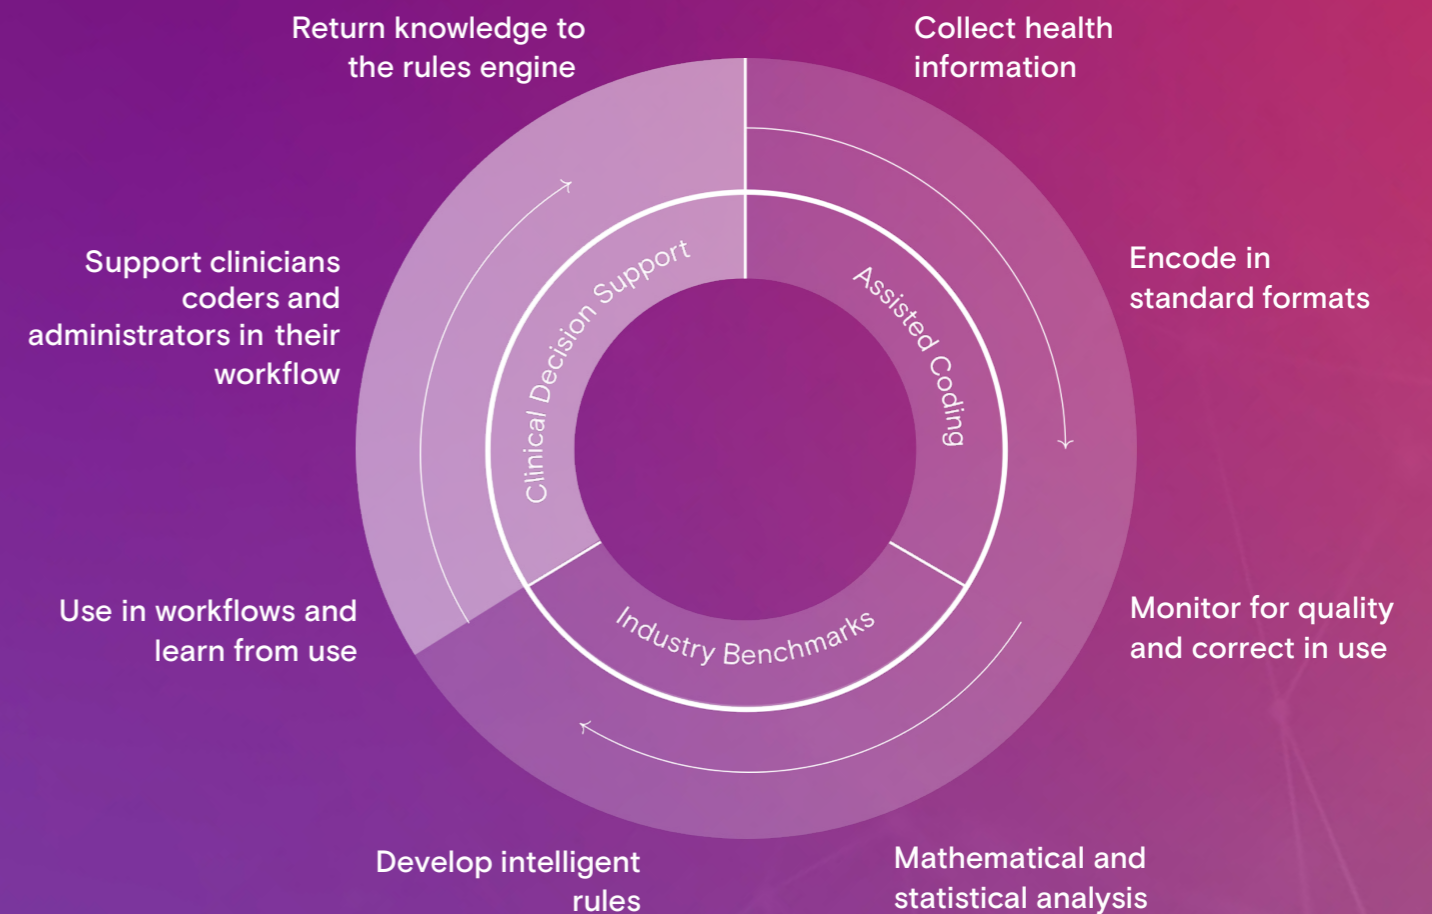 Return knowledge to
the rules engine
Collect health
information
Support clinicians
coders and
administrators in their
workflow
Encode in
standard formats
Clinical Decision Support
Assisted Coding
Industry Benchmarks
Use in workflows and
learn from use
Monitor for quality
and correct in use
Develop intelligent
rules
Mathematical and
statistical analysis